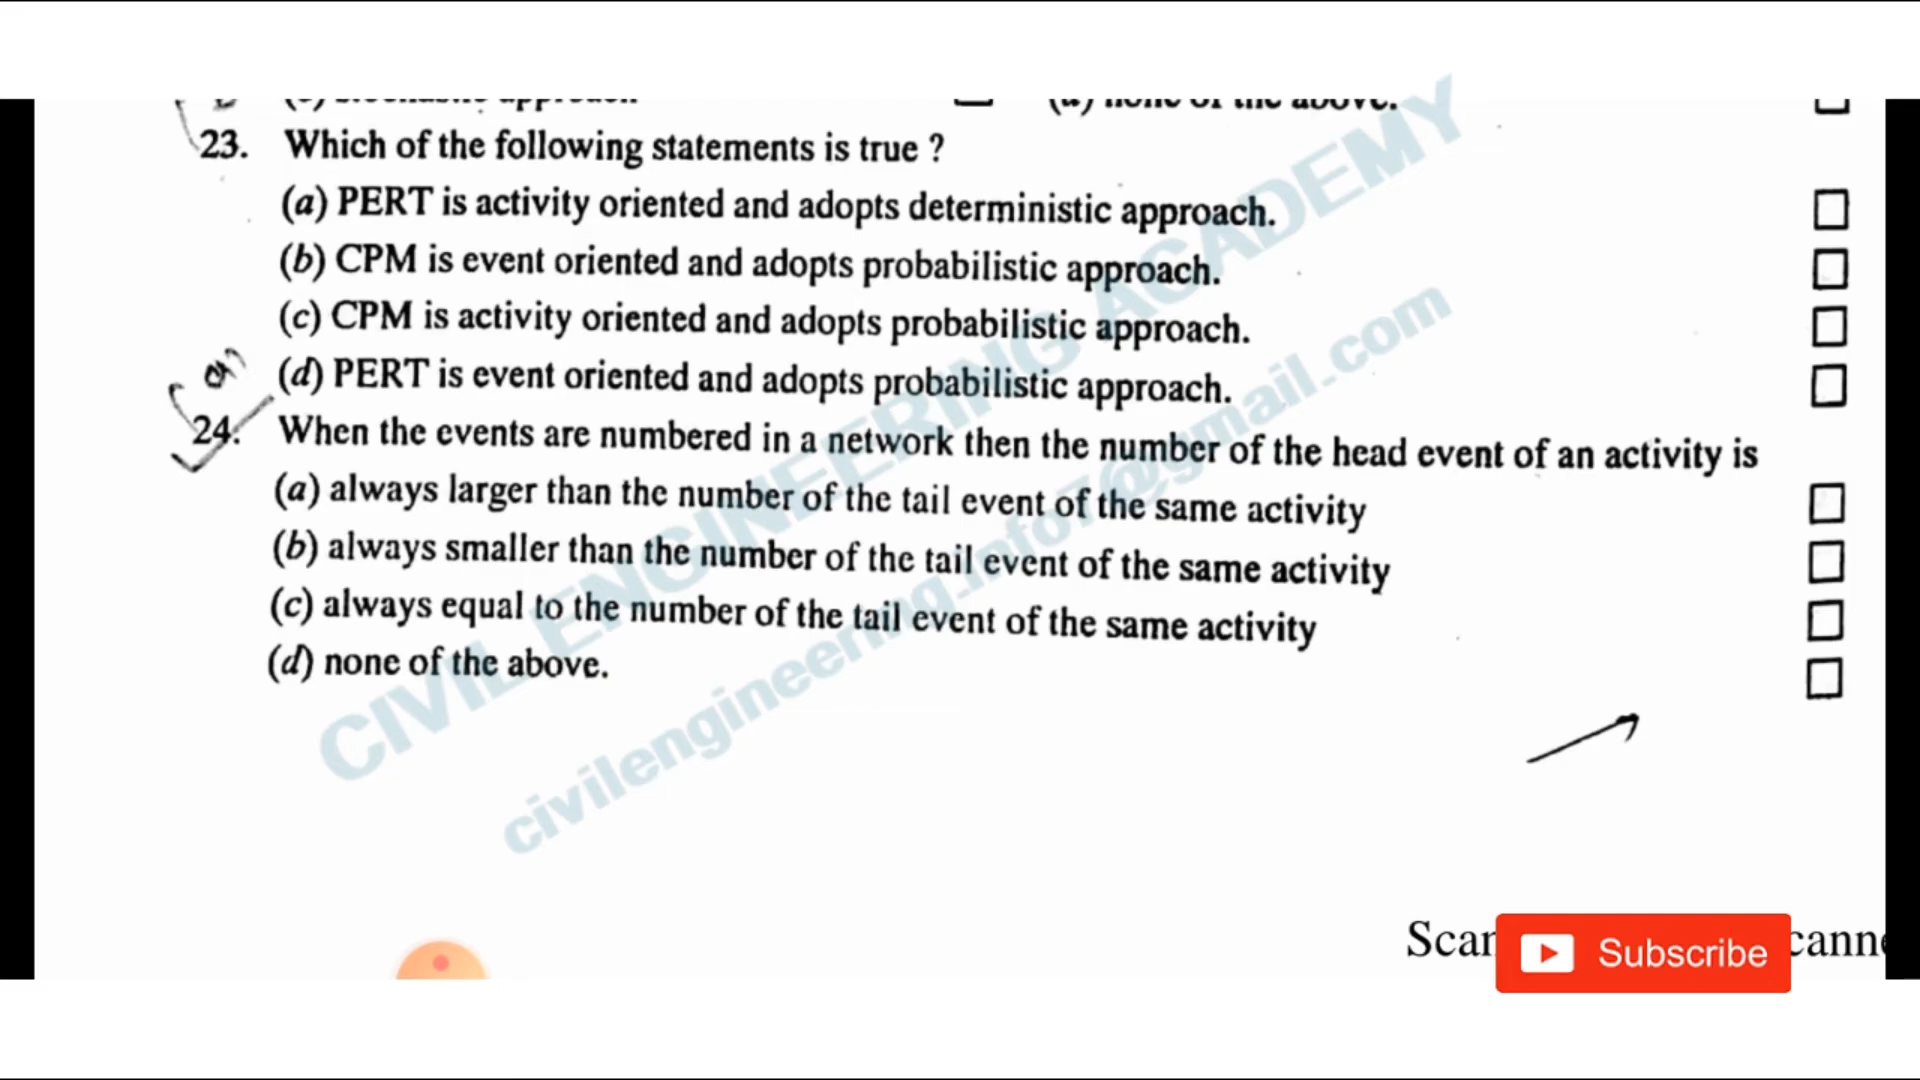 none of the above.
23. Which of the following statements is true ?
(a) PERT is activity oriented and adopts deterministic approach.
(b) CPM is event oriented and adopts probabilistic approach.
(c) CPM is activity oriented and adopts probabilistic approach.
(d) PERT is event oriented and adopts probabilistic approach.
24. When the events are numbered in a network then the number of the head event of an activity is
(a) always larger than the number of the tail event of the same activity
(b) always smaller than the number of the tail event of the same activity
(c) always equal to the number of the tail event of the same activity
(d) none of the above.
CIVIL ENGINEERING ACADEMY
civilengineering.info7@gmail.com
Subscribe